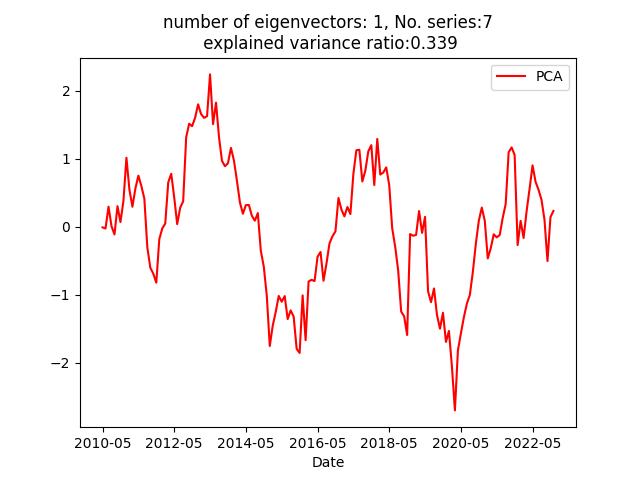 number of eigenvectors: 1, No. series:7
explained variance ratio:0.339
PCA
2
1
0
−1
−2
2010-05 2012-05 2014-05 2016-05 2018-05 2020-05 2022-05
Date